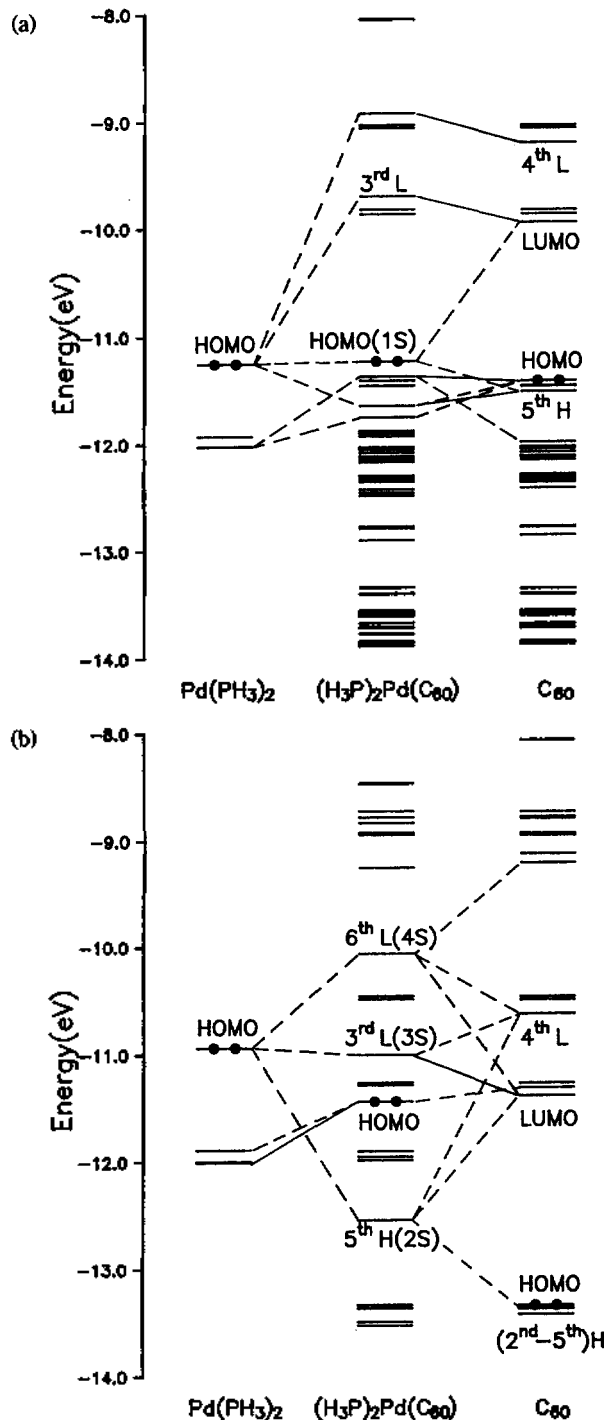 (a)
-8.0
-9.0
4th L
3rd L
-10.0
LUMO
Energy(eV)
-11.0
HOMO
HOMO(1S)
HOMO
5th H
-12.0
-13.0
-14.0
Pd(PH3)2 (H3P)2Pd(C60) C60
(b)
-8.0
-9.0
-10.0
6th L(4S)
HOMO
3rd L(3S)
4th L
Energy(eV)
-11.0
HOMO
LUMO
-12.0
5th H(2S)
-13.0
HOMO
(2nd-5th)H
-14.0
Pd(PH3)2 (H3P)2Pd(C60) C60